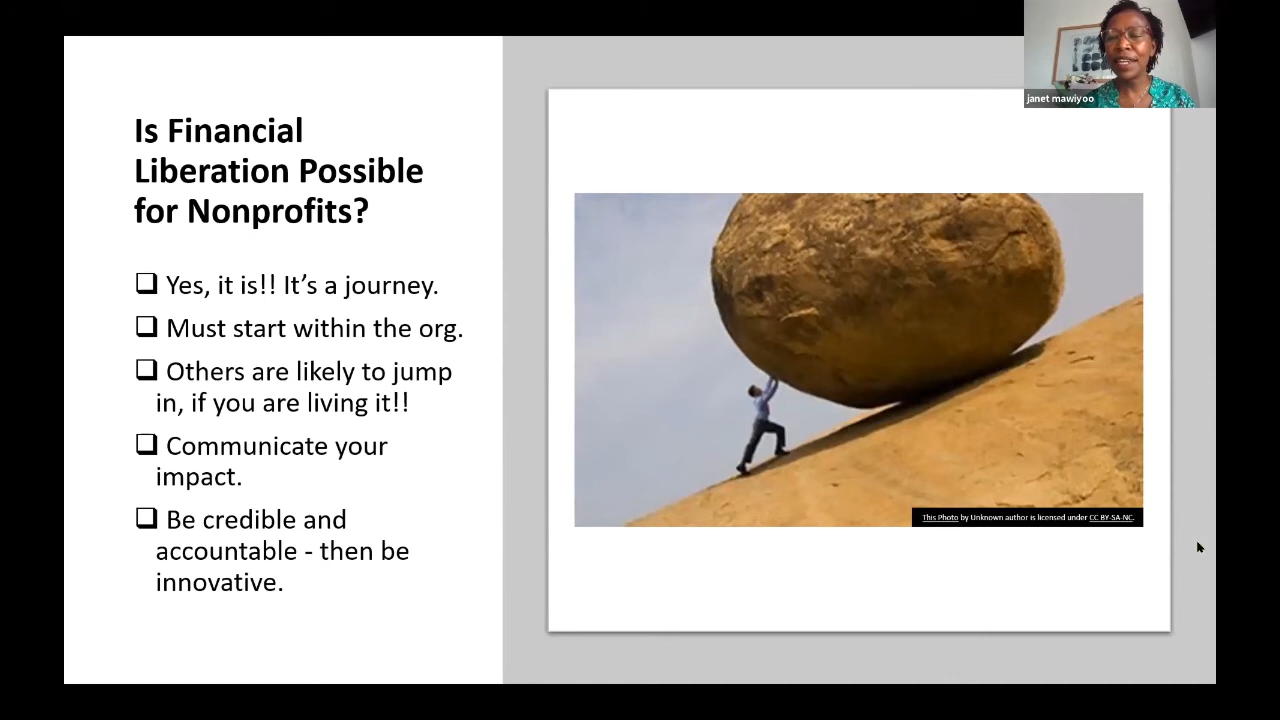 janet mawiyoo
Is Financial
Liberation Possible
for Nonprofits?
❑ Yes, it is!! It’s a journey.
❑ Must start within the org.
❑ Others are likely to jump
in, if you are living it!!
❑ Communicate your
impact.
❑ Be credible and
accountable - then be
innovative.
This Photo by Unknown author is licensed under CC BY-SA-NC.